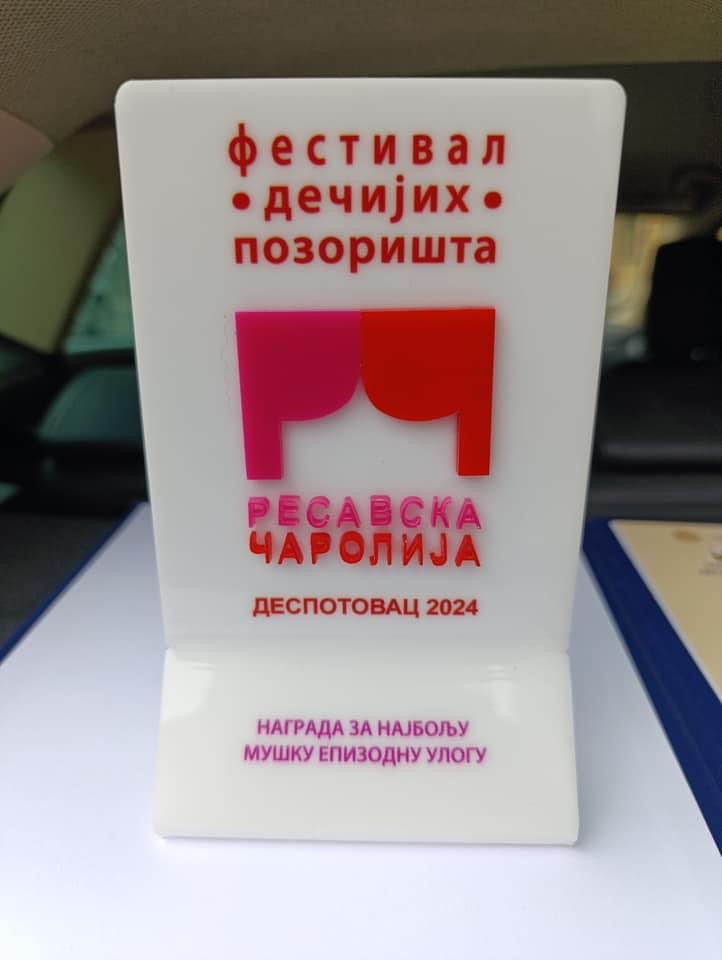 фестивал
• дечијих •
позоришта
РЕСАВСКА
ЧАРОЛИЈА
ДЕСПОТОВАЦ 2024
НАГРАДА ЗА НАЈБОЉУ
МУШКУ ЕПИЗОДНУ УЛОГУ